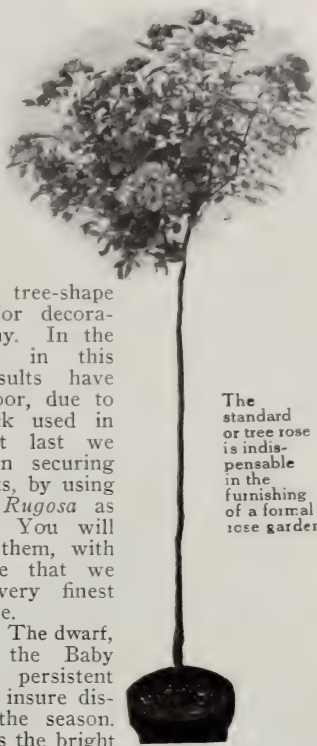 tree-shape
or decora-
ny. In the
in this
sults have
oor, due to
k used in
t last we
n securing
ts, by using
Rugosa as
You will
them, with
e that we
very finest
e.
The dwarf,
the Baby
persistent
insure dis-
the season.
s the bright
The
standard
or tree rose
is indis-
pensable
in the
furnishing
of a formal
rose garden